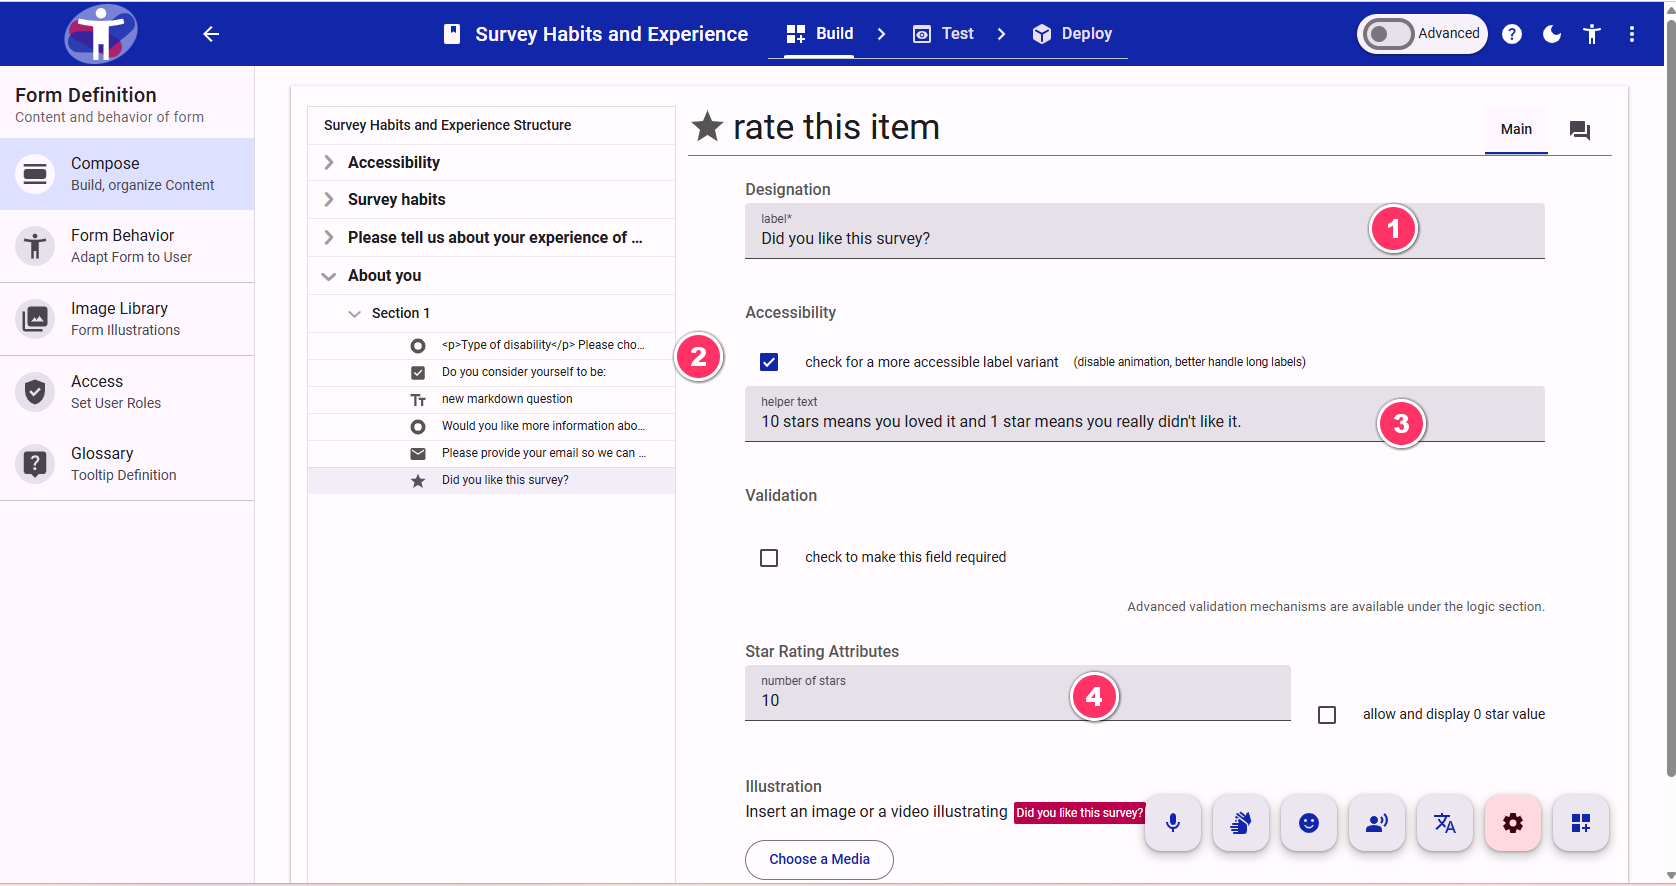 Survey Habits and Experience
Build
Test
Deploy
Advanced
Form Definition
Content and behavior of form
Compose
Build, organize Content
Form Behavior
Adapt Form to User
Image Library
Form Illustrations
Access
Set User Roles
Glossary
Tooltip Definition
Survey Habits and Experience Structure
Accessibility
Survey habits
Please tell us about your experience of ...
About you
Section 1
<p>Type of disability</p> Please cho...
Do you consider yourself to be:
new markdown question
Would you like more information abo...
Please provide your email so we can ...
Did you like this survey?
rate this item
Main
Designation
label*
Did you like this survey?
1
Accessibility
2
check for a more accessible label variant (disable animation, better handle long labels)
helper text
10 stars means you loved it and 1 star means you really didn't like it.
3
Validation
check to make this field required
Advanced validation mechanisms are available under the logic section.
Star Rating Attributes
number of stars
10
4
allow and display 0 star value
Illustration
Insert an image or a video illustrating Did you like this survey?
Choose a Media